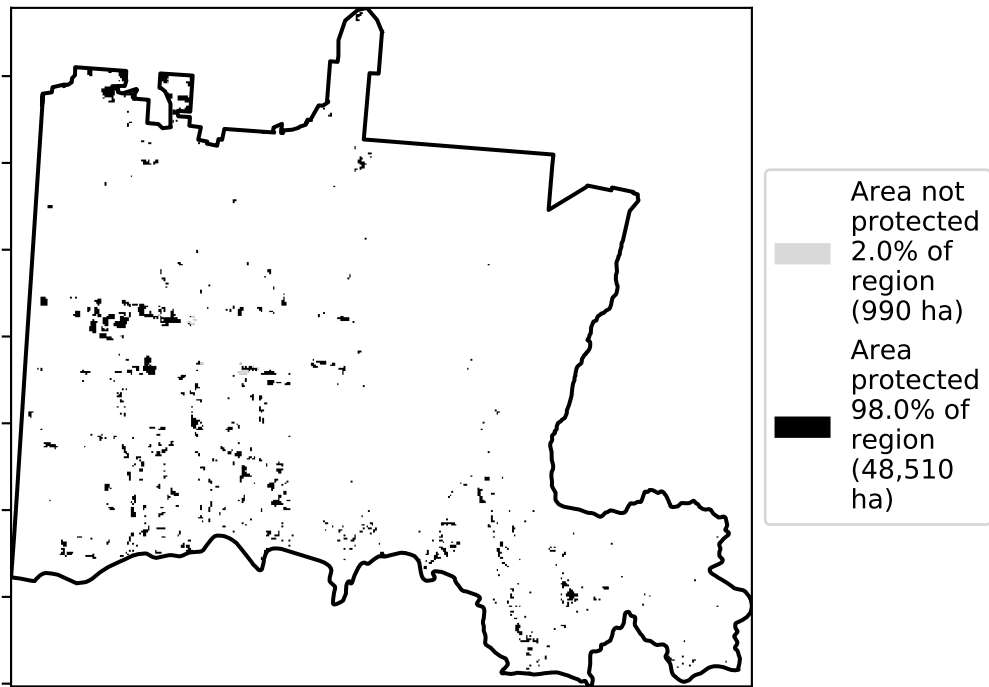 Area not
protected
2.0% of
region
(990 ha)
Area
protected
98.0% of
region
(48,510
ha)